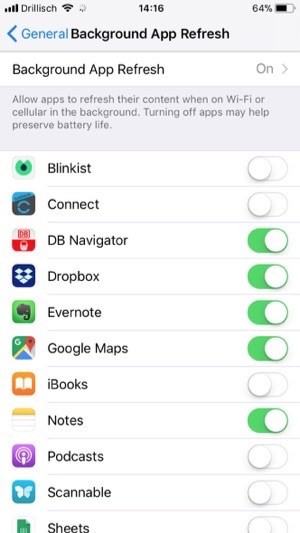 Drillisch 14:16 64%
General Background App Refresh
Background App Refresh On
Allow apps to refresh their content when on Wi-Fi or
cellular in the background. Turning off apps may help
preserve battery life.
Blinkist
Connect
DB
DB Navigator
Dropbox
Evernote
Google Maps
iBooks
Notes
Podcasts
Scannable
Sheets